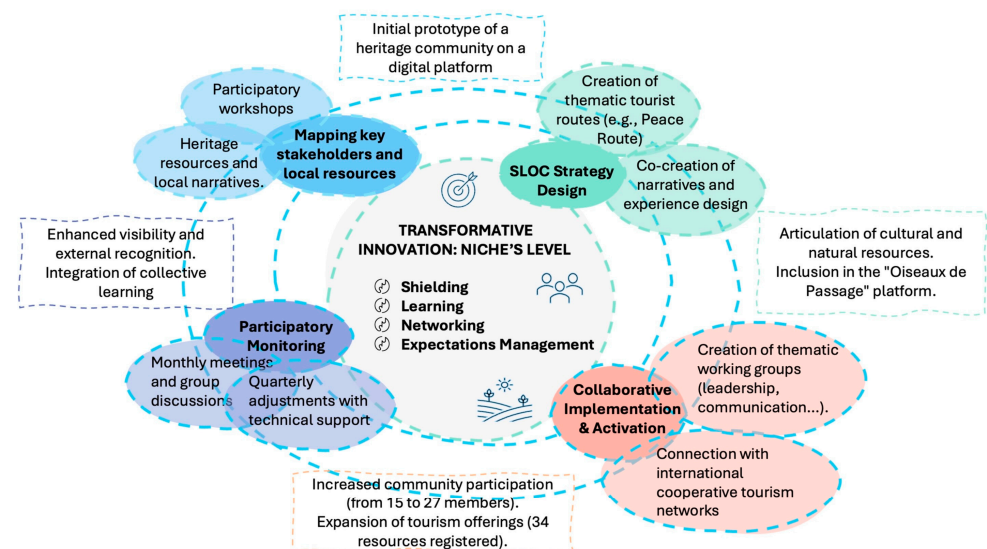 Initial prototype of a
heritage community on a
digital platform
Participatory
workshops
Heritage
resources and
local narratives.
Mapping key
stakeholders and
local resources
Creation of
thematic tourist
routes (e.g., Peace
Route)
SLOC Strategy
Design
Co-creation of
narratives and
experience design
Enhanced visibility and
external recognition.
Integration of collective
learning
TRANSFORMATIVE
INNOVATION: NICHE'S LEVEL
Shielding
Learning
Networking
Expectations Management
Articulation of cultural and
natural resources.
Inclusion in the "Oiseaux de
Passage" platform.
Participatory
Monitoring
Monthly meetings
and group
discussions
Quarterly
adjustments with
technical support
Collaborative
Implementation
& Activation
Creation of thematic
working groups
(leadership,
communication...).
Connection with
international
cooperative tourism
networks
Increased community participation
(from 15 to 27 members).
Expansion of tourism offerings (34
resources registered).